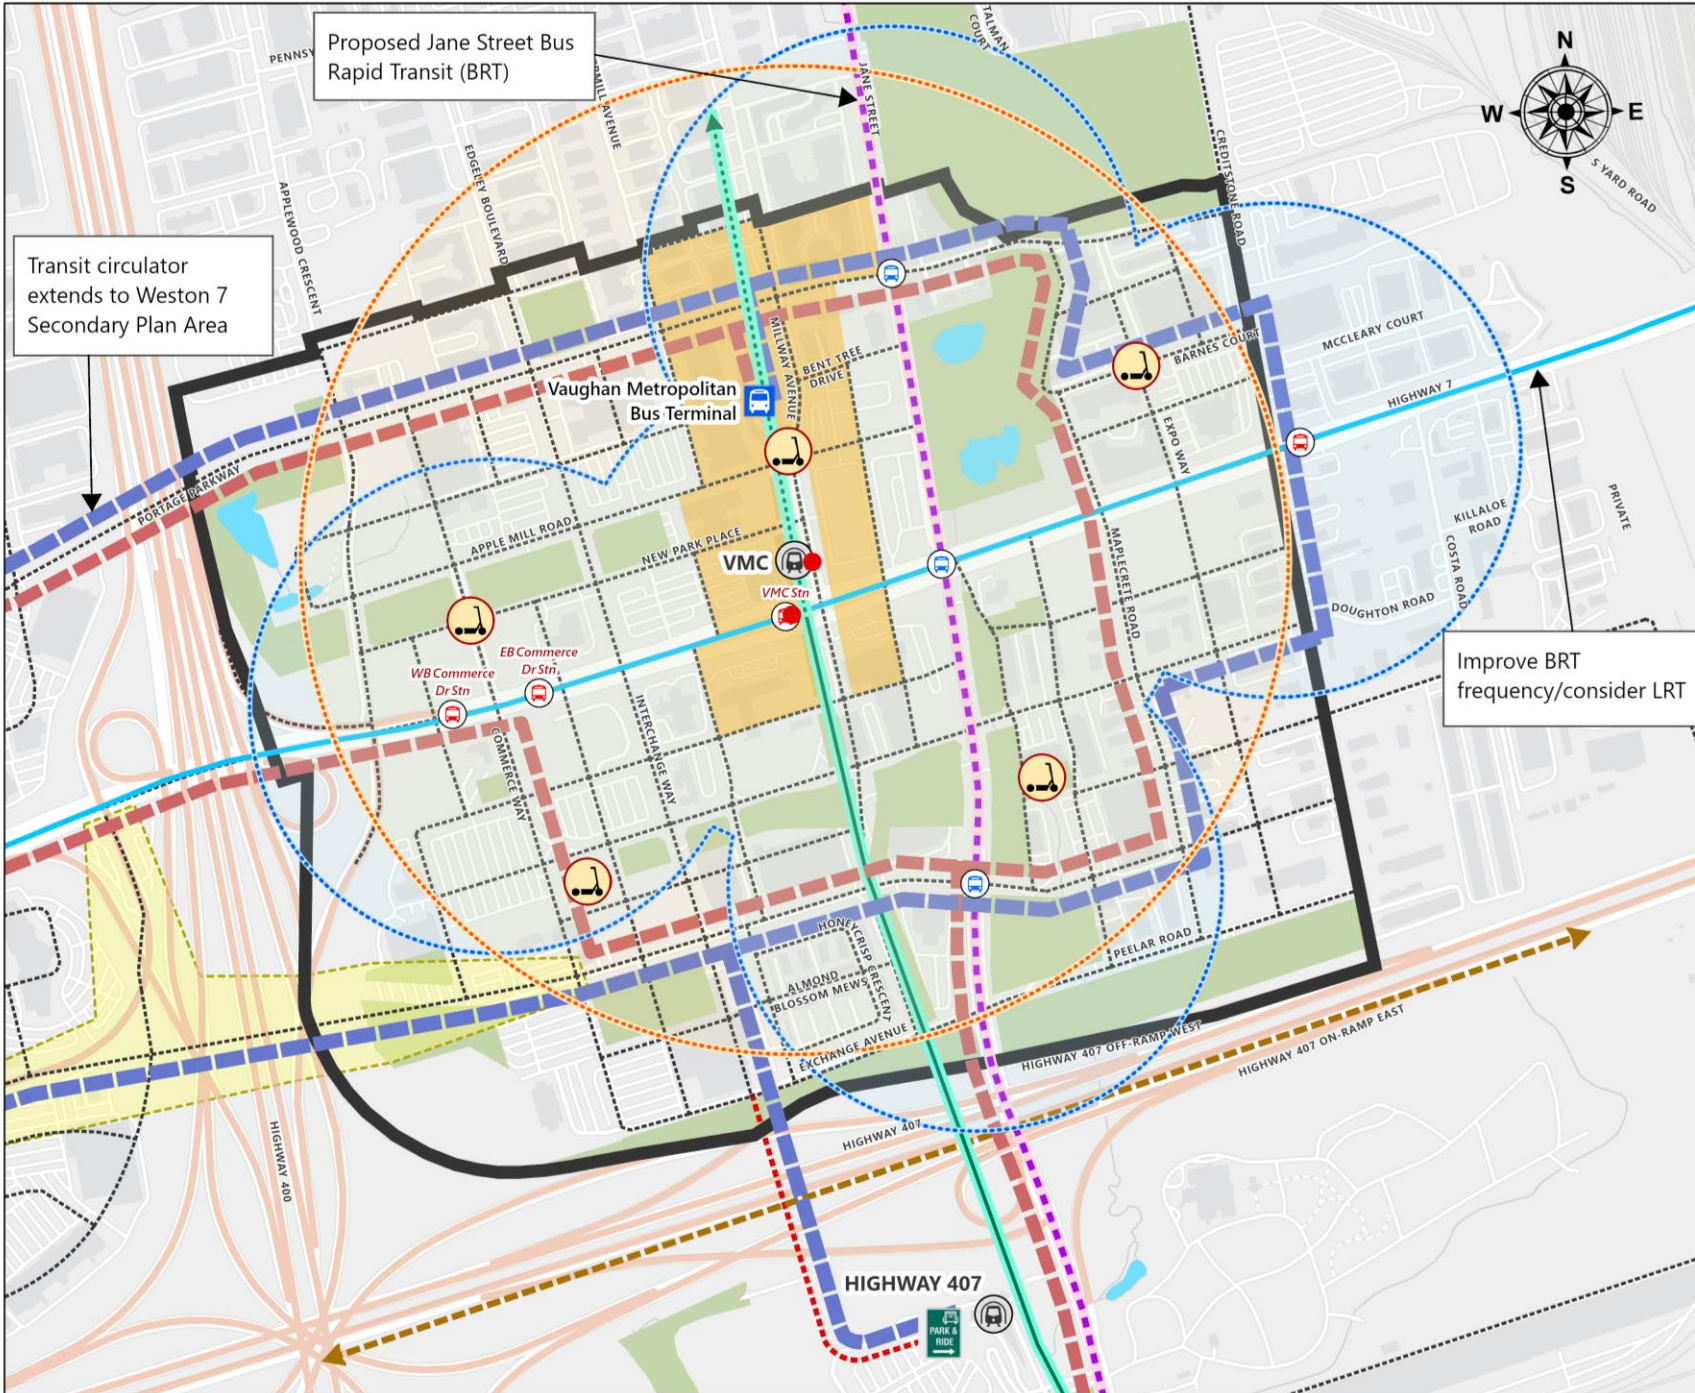 Proposed Jane Street Bus
Rapid Transit (BRT)
TALMAN
COURT
PENNSY
RMILL AVENUE
JANE STREET
N
W
E
S
S YARD ROAD
EDGELEY BOULEVARD
APPLEWOOD CRESCENT
CREDITSTONE ROAD
Transit circulator
extends to Weston 7
Secondary Plan Area
MCCLEARY COURT
BARNES COURT
MILLWAY AVENUE
BENT TREE
DRIVE
Vaughan Metropolitan
Bus Terminal
HIGHWAY 7
EXPO WAY
PORTAGE PARKWAY
APPLE MILL ROAD
NEW PARK PLACE
VMC
VMC Stn
MAPLECRETE ROAD
KILLALOE
ROAD
PRIVATE
COSTA ROAD
DOUGHTON ROAD
EB Commerce
Dr Stn
WB Commerce
Dr Stn
Improve BRT
frequency/consider LRT
COMMERCE WAY
INTERCHANGE WAY
HONEYCRISP CRESCENT
ALMOND
BLOSSOM MEWS
PEELAR ROAD
EXCHANGE AVENUE
HIGHWAY 407 OFF-RAMP WEST
HIGHWAY 407 ON-RAMP EAST
HIGHWAY 407
HIGHWAY 400
HIGHWAY 407
PARK &
RIDE